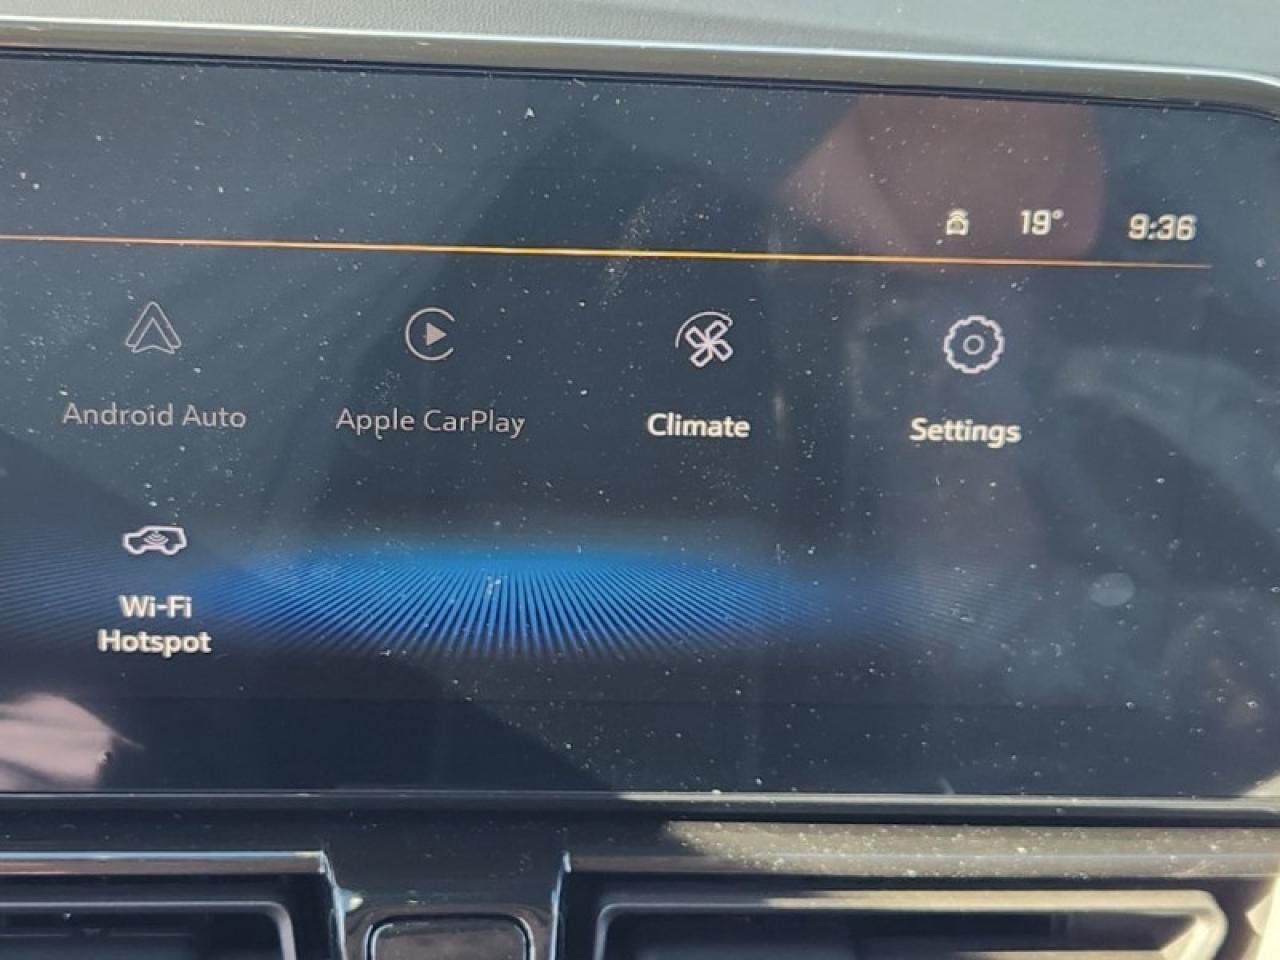 19° 9:36
Android Auto Apple CarPlay Climate Settings
Wi-Fi
Hotspot